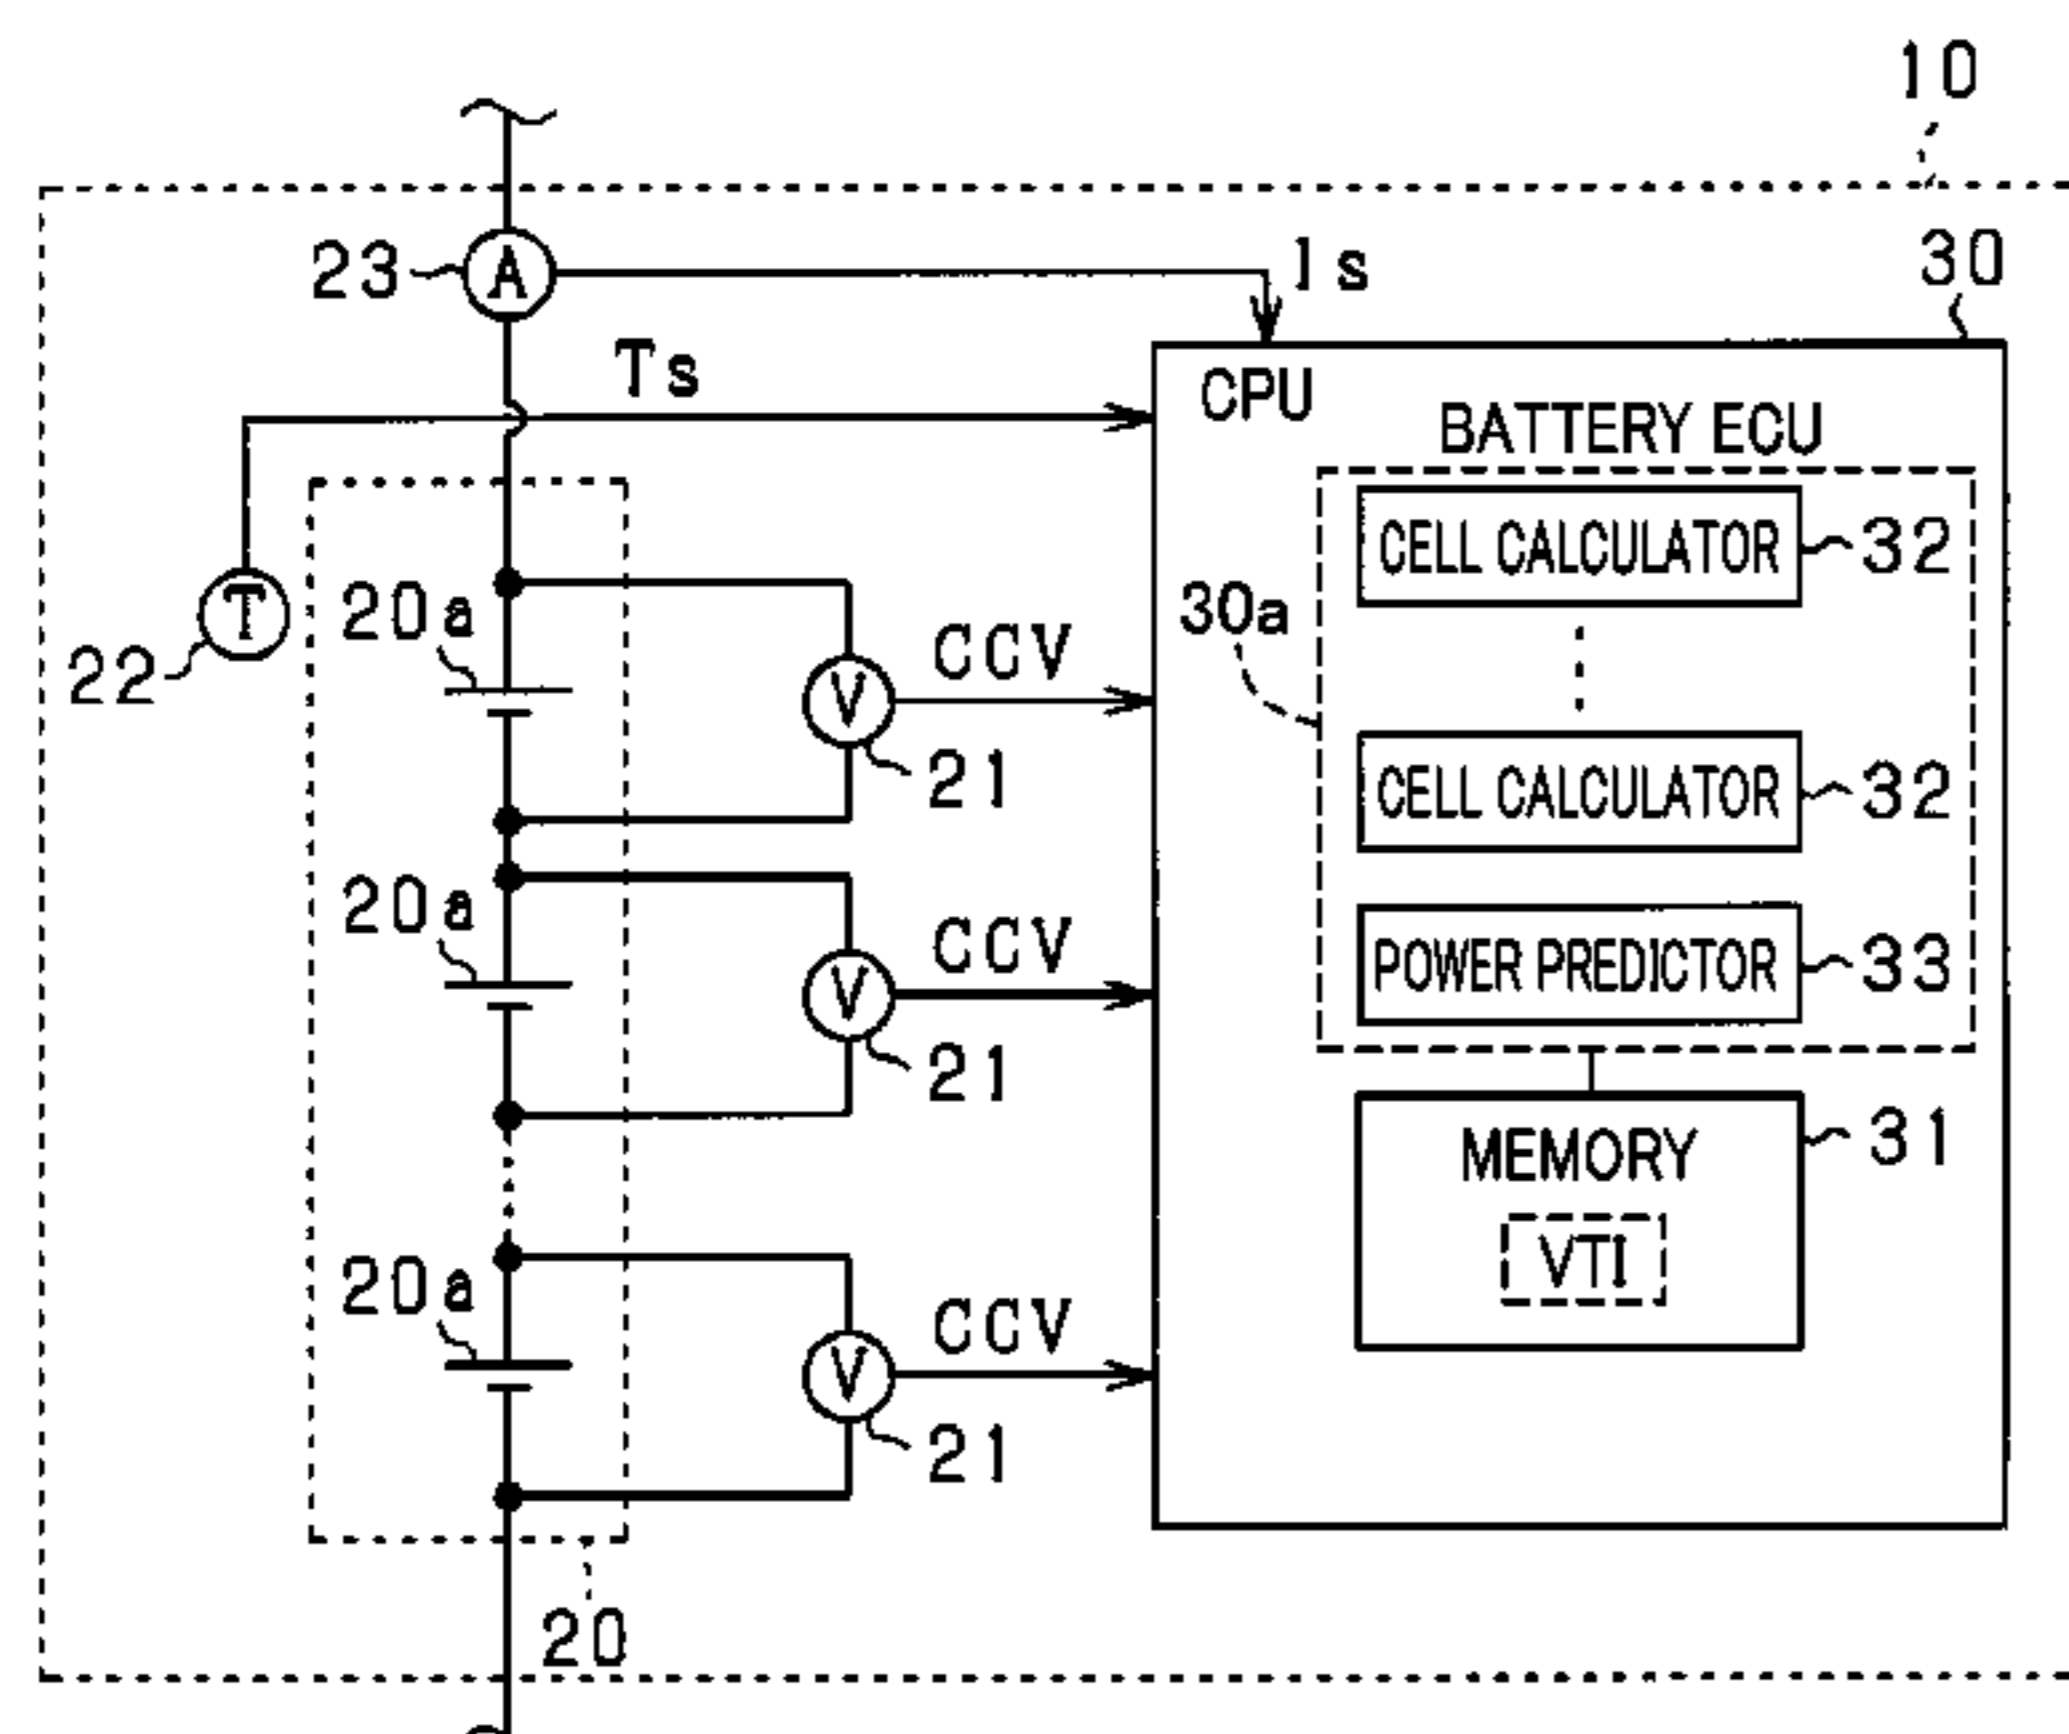 10
23
A
Is
30
Ts
CPU
BATTERY ECU
CELL CALCULATOR
32
T
22
20a
V
CCV
21
30a
CELL CALCULATOR
32
20a
V
CCV
21
POWER PREDICTOR
33
MEMORY
31
VTI
20a
V
CCV
21
20